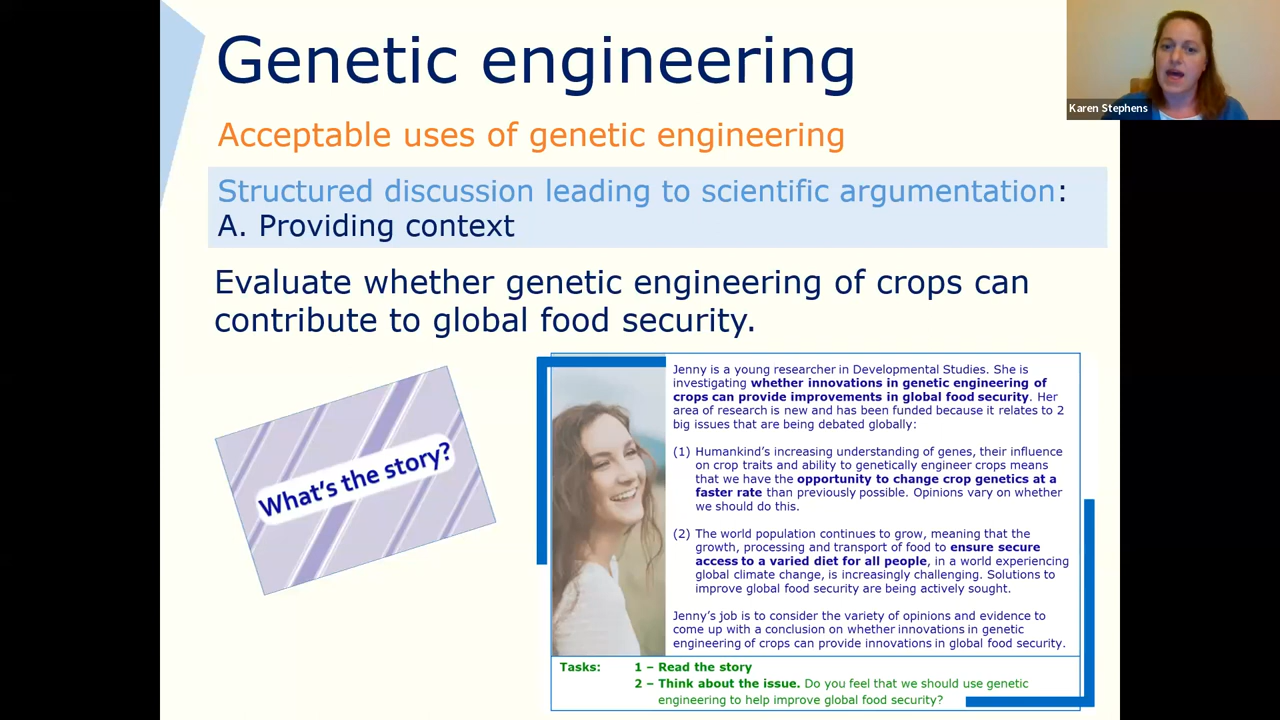 Genetic engineering
Karen Stephens
Acceptable uses of genetic engineering
Structured discussion leading to scientific argumentation:
A. Providing context
Evaluate whether genetic engineering of crops can
contribute to global food security.
What's the story?
Jenny is a young researcher in Developmental Studies. She is
investigating whether innovations in genetic engineering of
crops can provide improvements in global food security. Her
area of research is new and has been funded because it relates to 2
big issues that are being debated globally:
(1) Humankind's increasing understanding of genes, their influence
on crop traits and ability to genetically engineer crops means
that we have the opportunity to change crop genetics at a
faster rate than previously possible. Opinions vary on whether
we should do this.
(2) The world population continues to grow, meaning that the
growth, processing and transport of food to ensure secure
access to a varied diet for all people, in a world experiencing
global climate change, is increasingly challenging. Solutions to
improve global food security are being actively sought.
Jenny's job is to consider the variety of opinions and evidence to
come up with a conclusion on whether innovations in genetic
engineering of crops can provide innovations in global food security.
Tasks: 1 – Read the story
2 – Think about the issue. Do you feel that we should use genetic
engineering to help improve global food security?